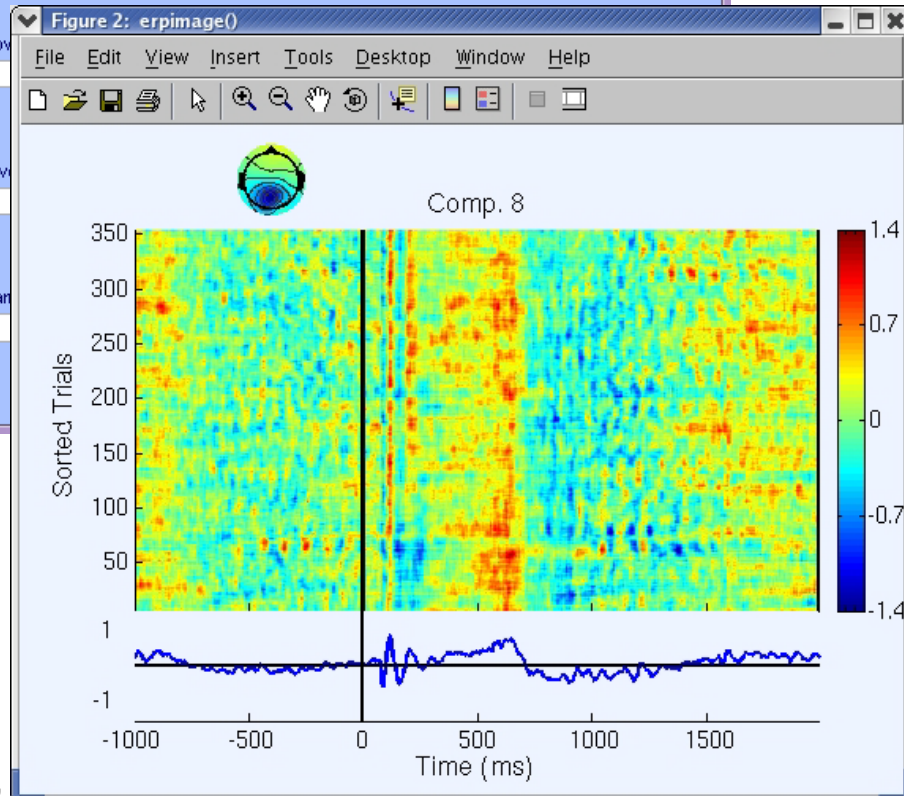 Figure 2: erpimage()
File Edit View Insert Tools Desktop Window Help
Comp. 8
350
300
250
200
150
100
50
Sorted Trials
1.4
0.7
0
-0.7
-1.4
1
-1
-1000 -500 0 500 1000 1500
Time (ms)